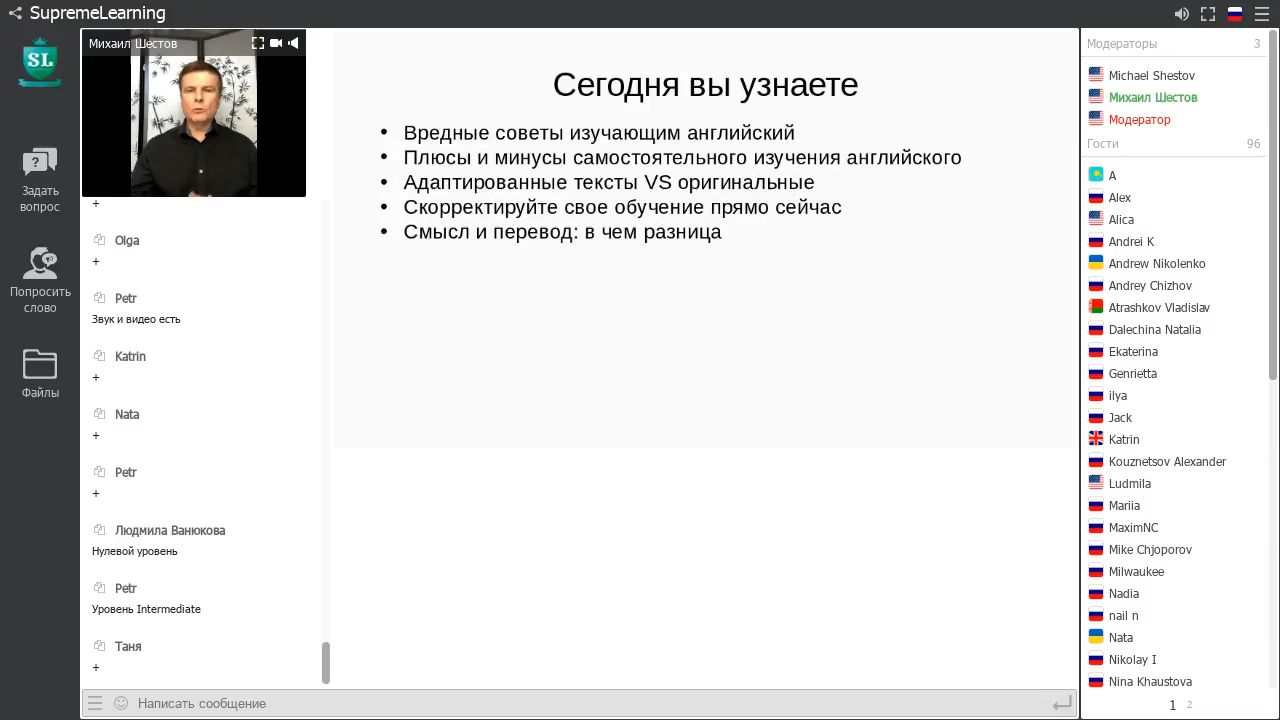 SupremeLearning
SL
Задать
вопрос
Попросить
слово
Файлы
Михаил Шестов
+
Olga
+
Petr
Звук и видео есть
Katrin
+
Nata
+
Petr
+
Людмила Ванюкова
Нулевой уровень
Petr
Уровень Intermediate
Таня
+
Написать сообщение
Сегодня вы узнаете
• Вредные советы изучающим английский
• Плюсы и минусы самостоятельного изучения английского
• Адаптированные тексты VS оригинальные
• Скорректируйте свое обучение прямо сейчас
• Смысл и перевод: в чем разница
Модераторы 3
Michael Shestov
Михаил Шестов
Модератор
Гости 96
A
Alex
Alica
Andrei K
Andrew Nikolenko
Andrey Chizhov
Atrashkov Vladislav
Dalechina Natalia
Ekaterina
Genrietta
ilya
Jack
Katrin
Kouznetsov Alexander
Ludmila
Mariia
MaximNC
Mike Chjoporov
Milwaukee
Nadia
nail n
Nata
Nikolay I
Nina Khaustova
1 2